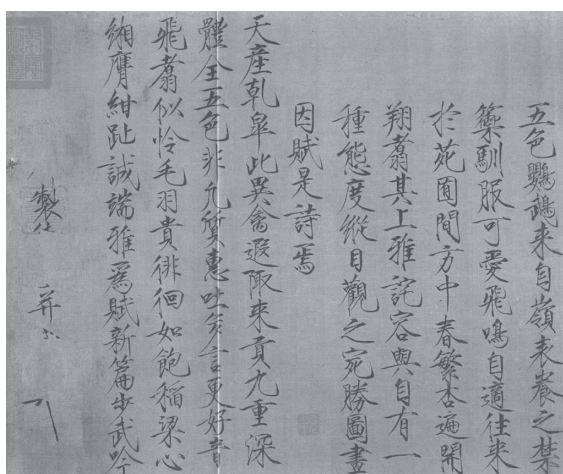 五色鸚鵡來自嶺表養之禁
籞馴服可愛飛鳴自適往來
於苑囿間方中春繁杏遍開
翔翥其上雅詫容與自有一
種態度縱目觀之宛勝圖畫
因賦是詩焉
天產乾皋此異禽遐陬來貢九重深
體全五色非凡質惠吐多言更好音
飛翥似憐毛羽貴徘徊如飽稻粱心
緗膺紺趾誠端雅爲賦新篇步武吟
製 并